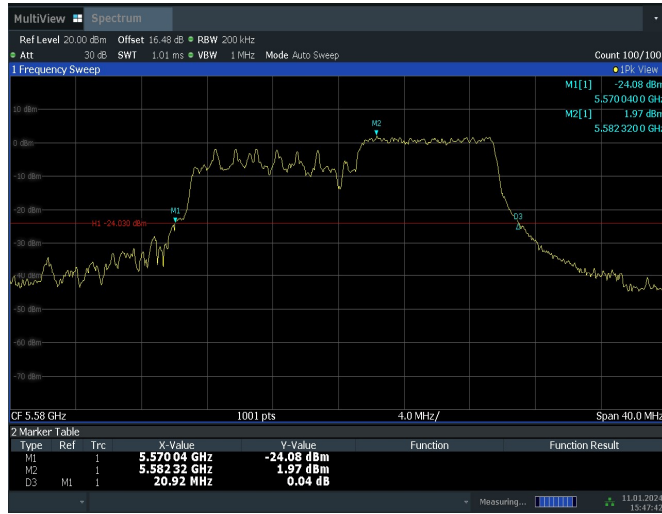 MultiView Spectrum
Ref Level 20.00 dBm Offset 16.48 dB RBW 200 kHz
Att 30 dB SWT 1.01 ms VBW 1 MHz Mode Auto Sweep Count 100/100
1 Frequency Sweep 1Pk View
M1[1] -24.08 dBm
5.570 040 0 GHz
M2[1] 1.97 dBm
5.582 320 0 GHz
10 dBm
M2
0 dBm
-10 dBm
-20 dBm
M1
H1 -24.030 dBm
D3
-30 dBm
-40 dBm
-50 dBm
-60 dBm
-70 dBm
CF 5.58 GHz 1001 pts 4.0 MHz/ Span 40.0 MHz
2 Marker Table
Type Ref Trc X-Value Y-Value Function Function Result
M1 1 5.570 04 GHz -24.08 dBm
M2 1 5.582 32 GHz 1.97 dBm
D3 M1 1 20.92 MHz 0.04 dB
Measuring... 11.01.2024
15:47:42